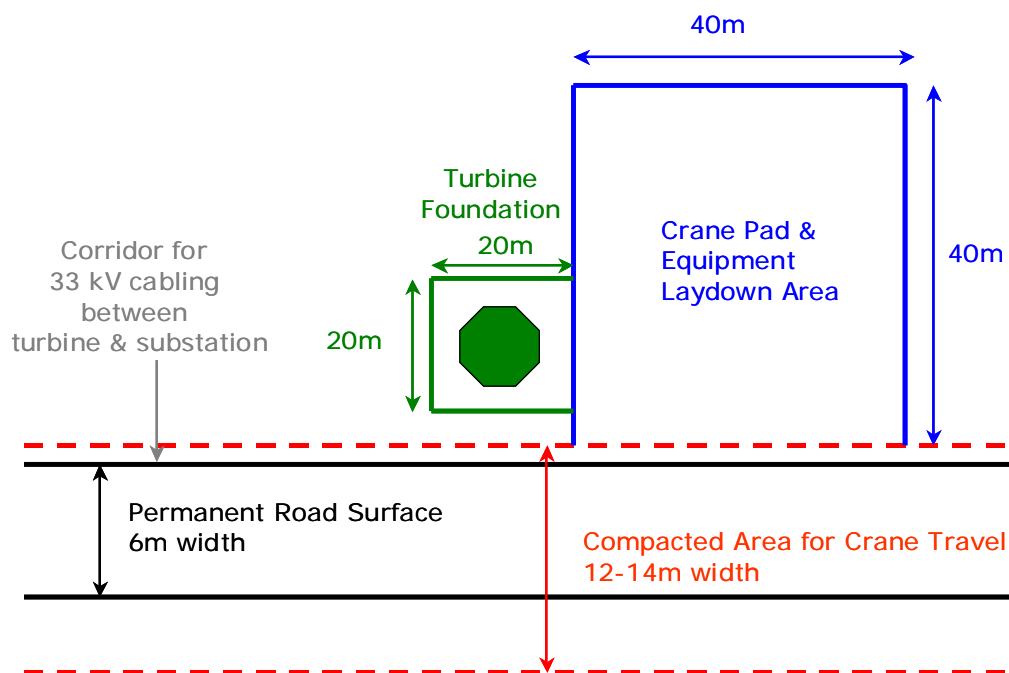 40m
Turbine
Foundation
20m
Crane Pad &
Equipment
Laydown Area
40m
Corridor for
33 kV cabling
between
turbine & substation
20m
Permanent Road Surface
6m width
Compacted Area for Crane Travel
12-14m width